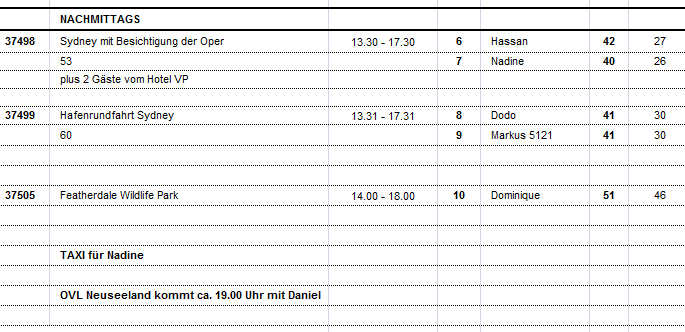 NACHMITTAGS
37498 Sydney mit Besichtigung der Oper 13.30 - 17.30 6 Hassan 42 27
53 7 Nadine 40 26
plus 2 Gäste vom Hotel VP
37499 Hafenrundfahrt Sydney 13.31 - 17.31 8 Dodo 41 30
60 9 Markus 5121 41 30
37505 Featherdale Wildlife Park 14.00 - 18.00 10 Dominique 51 46
TAXI für Nadine
OVL Neuseeland kommt ca. 19.00 Uhr mit Daniel